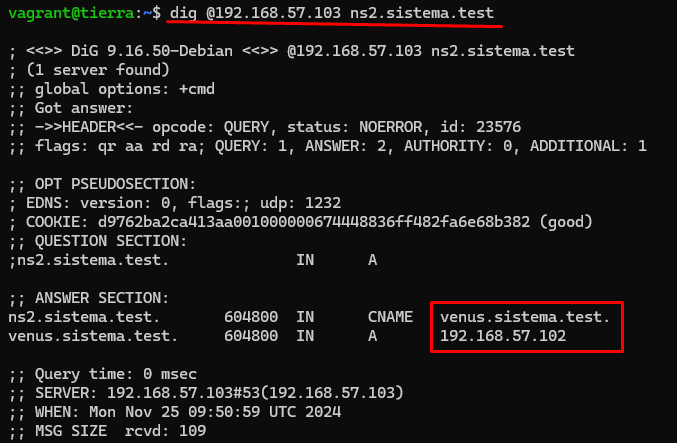 vagrant@tierra:~$ dig @192.168.57.103 ns2.sistema.test
; <<>> DiG 9.16.50-Debian <<>> @192.168.57.103 ns2.sistema.test
; (1 server found)
;; global options: +cmd
;; Got answer:
;; ->>HEADER<<- opcode: QUERY, status: NOERROR, id: 23576
;; flags: qr aa rd ra; QUERY: 1, ANSWER: 2, AUTHORITY: 0, ADDITIONAL: 1
;; OPT PSEUDOSECTION:
; EDNS: version: 0, flags:; udp: 1232
; COOKIE: d9762ba2ca413aa001000000674448836ff482fa6e68b382 (good)
;; QUESTION SECTION:
;ns2.sistema.test. IN A
;; ANSWER SECTION:
ns2.sistema.test. 604800 IN CNAME venus.sistema.test.
venus.sistema.test. 604800 IN A 192.168.57.102
;; Query time: 0 msec
;; SERVER: 192.168.57.103#53(192.168.57.103)
;; WHEN: Mon Nov 25 09:50:59 UTC 2024
;; MSG SIZE rcvd: 109